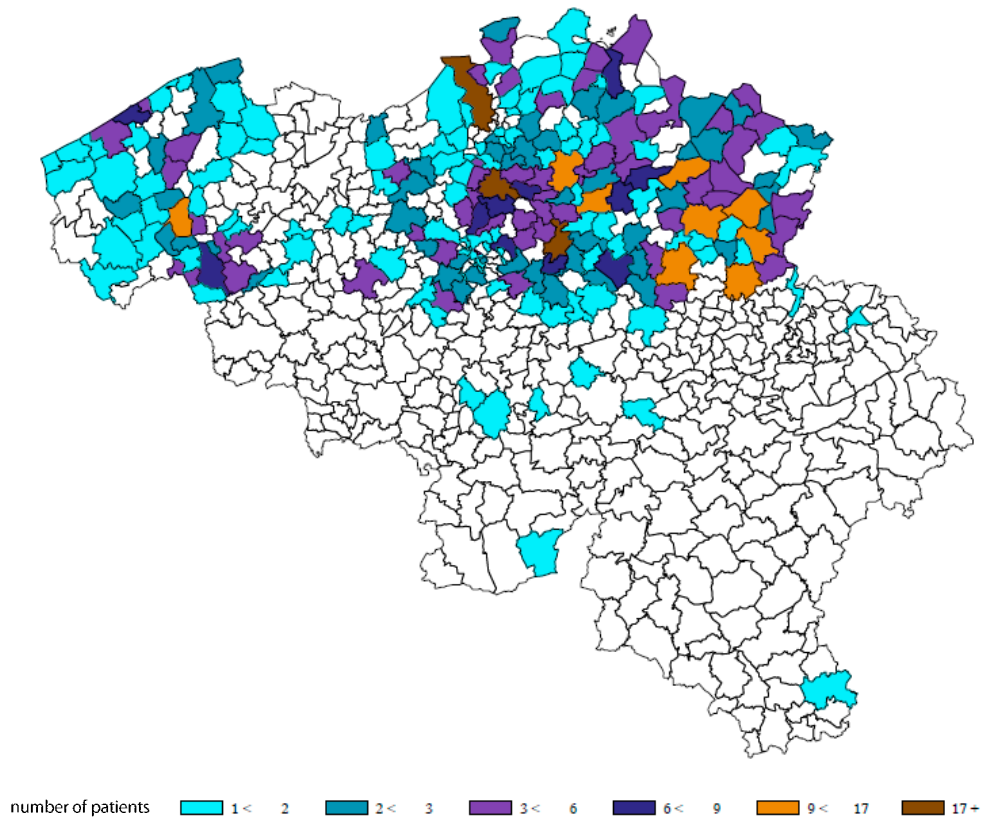 number of patients 1 < 2 2 < 3 3 < 6 6 < 9 9 < 17 17 +